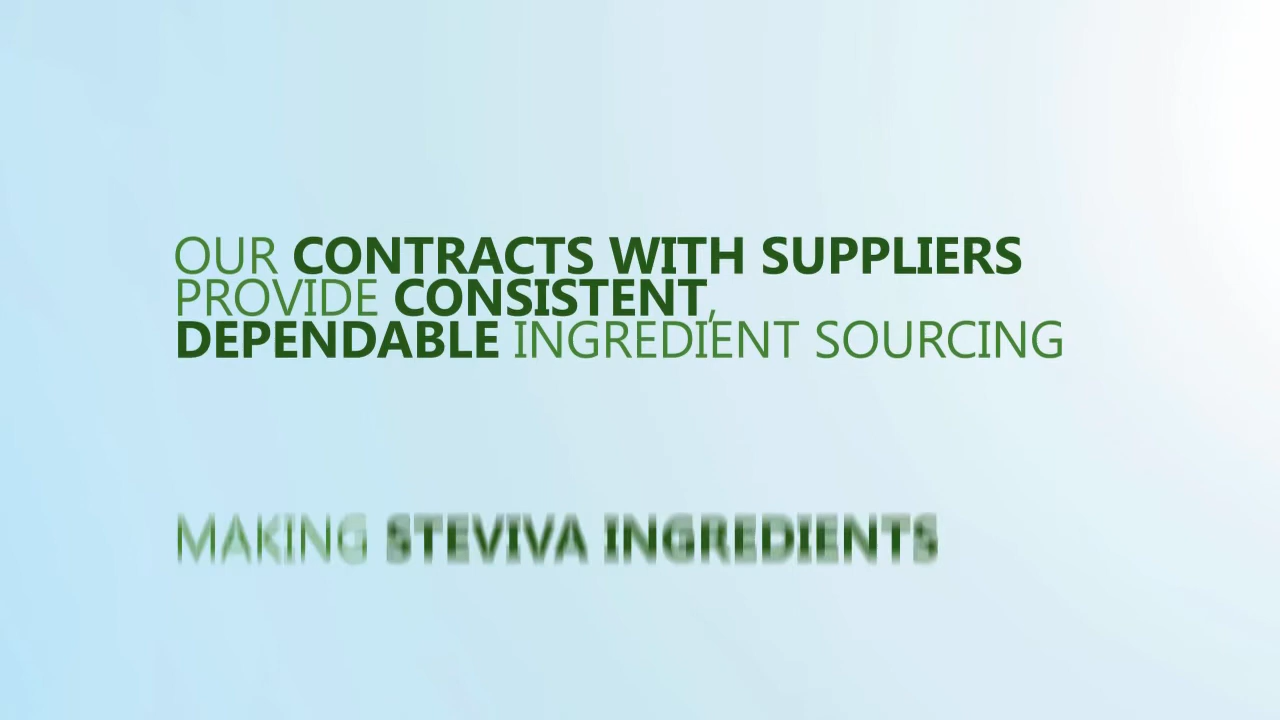 OUR CONTRACTS WITH SUPPLIERS
PROVIDE CONSISTENT,
DEPENDABLE INGREDIENT SOURCING
MAKING STEVIVA INGREDIENTS